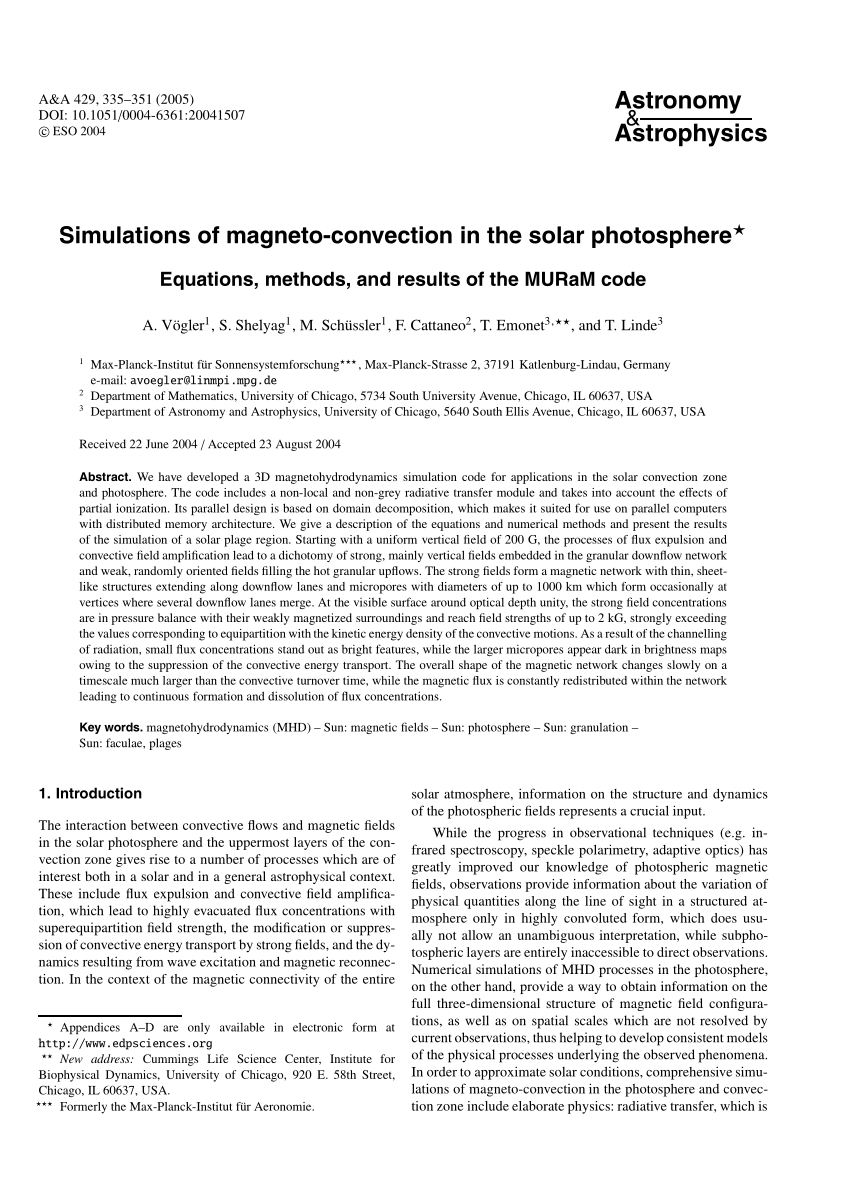 A&A 429, 335–351 (2005)
DOI: 10.1051/0004-6361:20041507
© ESO 2004
Astronomy
&
Astrophysics
Simulations of magneto-convection in the solar photosphere⋆
Equations, methods, and results of the MURaM code
A. Vögler1, S. Shelyag1, M. Schüssler1, F. Cattaneo2, T. Emonet3,⋆⋆, and T. Linde3
1 Max-Planck-Institut für Sonnensystemforschung⋆⋆⋆, Max-Planck-Strasse 2, 37191 Katlenburg-Lindau, Germany
e-mail: avoegler@linmpi.mpg.de
2 Department of Mathematics, University of Chicago, 5734 South University Avenue, Chicago, IL 60637, USA
3 Department of Astronomy and Astrophysics, University of Chicago, 5640 South Ellis Avenue, Chicago, IL 60637, USA
Received 22 June 2004 / Accepted 23 August 2004
Abstract. We have developed a 3D magnetohydrodynamics simulation code for applications in the solar convection zone
and photosphere. The code includes a non-local and non-grey radiative transfer module and takes into account the effects of
partial ionization. Its parallel design is based on domain decomposition, which makes it suited for use on parallel computers
with distributed memory architecture. We give a description of the equations and numerical methods and present the results
of the simulation of a solar plage region. Starting with a uniform vertical field of 200 G, the processes of flux expulsion and
convective field amplification lead to a dichotomy of strong, mainly vertical fields embedded in the granular downflow network
and weak, randomly oriented fields filling the hot granular upflows. The strong fields form a magnetic network with thin, sheet-
like structures extending along downflow lanes and micropores with diameters of up to 1000 km which form occasionally at
vertices where several downflow lanes merge. At the visible surface around optical depth unity, the strong field concentrations
are in pressure balance with their weakly magnetized surroundings and reach field strengths of up to 2 kG, strongly exceeding
the values corresponding to equipartition with the kinetic energy density of the convective motions. As a result of the channelling
of radiation, small flux concentrations stand out as bright features, while the larger micropores appear dark in brightness maps
owing to the suppression of the convective energy transport. The overall shape of the magnetic network changes slowly on a
timescale much larger than the convective turnover time, while the magnetic flux is constantly redistributed within the network
leading to continuous formation and dissolution of flux concentrations.
Key words. magnetohydrodynamics (MHD) – Sun: magnetic fields – Sun: photosphere – Sun: granulation –
Sun: faculae, plages
1. Introduction
The interaction between convective flows and magnetic fields
in the solar photosphere and the uppermost layers of the con-
vection zone gives rise to a number of processes which are of
interest both in a solar and in a general astrophysical context.
These include flux expulsion and convective field amplifica-
tion, which lead to highly evacuated flux concentrations with
superequipartition field strength, the modification or suppres-
sion of convective energy transport by strong fields, and the dy-
namics resulting from wave excitation and magnetic reconnec-
tion. In the context of the magnetic connectivity of the entire
⋆ Appendices A–D are only available in electronic form at
http://www.edpsciences.org
⋆⋆ New address: Cummings Life Science Center, Institute for
Biophysical Dynamics, University of Chicago, 920 E. 58th Street,
Chicago, IL 60637, USA.
⋆⋆⋆ Formerly the Max-Planck-Institut für Aeronomie.
solar atmosphere, information on the structure and dynamics
of the photospheric fields represents a crucial input.
While the progress in observational techniques (e.g. in-
frared spectroscopy, speckle polarimetry, adaptive optics) has
greatly improved our knowledge of photospheric magnetic
fields, observations provide information about the variation of
physical quantities along the line of sight in a structured at-
mosphere only in highly convoluted form, which does usu-
ally not allow an unambiguous interpretation, while subpho-
tospheric layers are entirely inaccessible to direct observations.
Numerical simulations of MHD processes in the photosphere,
on the other hand, provide a way to obtain information on the
full three-dimensional structure of magnetic field configura-
tions, as well as on spatial scales which are not resolved by
current observations, thus helping to develop consistent models
of the physical processes underlying the observed phenomena.
In order to approximate solar conditions, comprehensive simu-
lations of magneto-convection in the photosphere and convec-
tion zone include elaborate physics: radiative transfer, which is